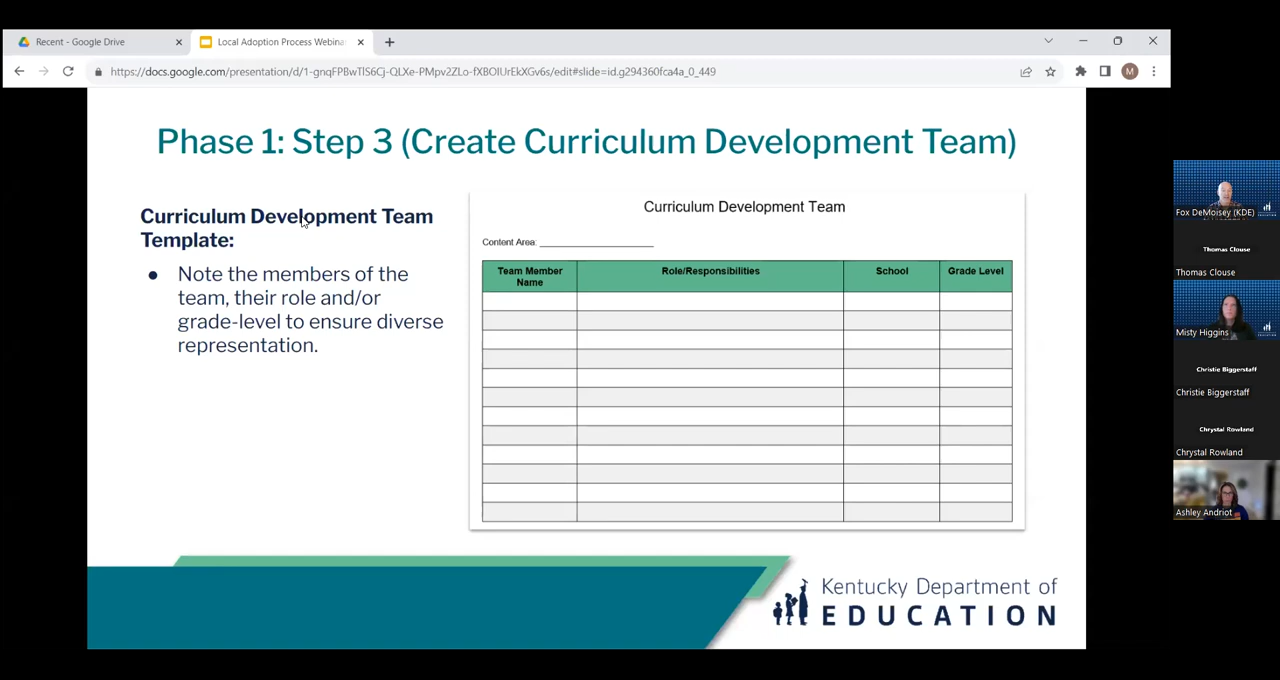 Recent - Google Drive
Local Adoption Process Webina
https://docs.google.com/presentation/d/1-gnqFPBwTlS6Cj-QLXe-PMpv2ZLo-fXBOIUrEkXGv6s/edit#slide=id.g294360fca4a_0_449
M
Phase 1: Step 3 (Create Curriculum Development Team)
Curriculum Development Team
Template:
● Note the members of the
team, their role and/or
grade-level to ensure diverse
representation.
Curriculum Development Team
Content Area: ____________________
Team Member
Name
Role/Responsibilities
School
Grade Level
Kentucky Department of
EDUCATION
Fox DeMoisey (KDE)
Thomas Clouse
Thomas Clouse
Misty Higgins
Christie Biggerstaff
Christie Biggerstaff
Chrystal Rowland
Chrystal Rowland
Ashley Andriot